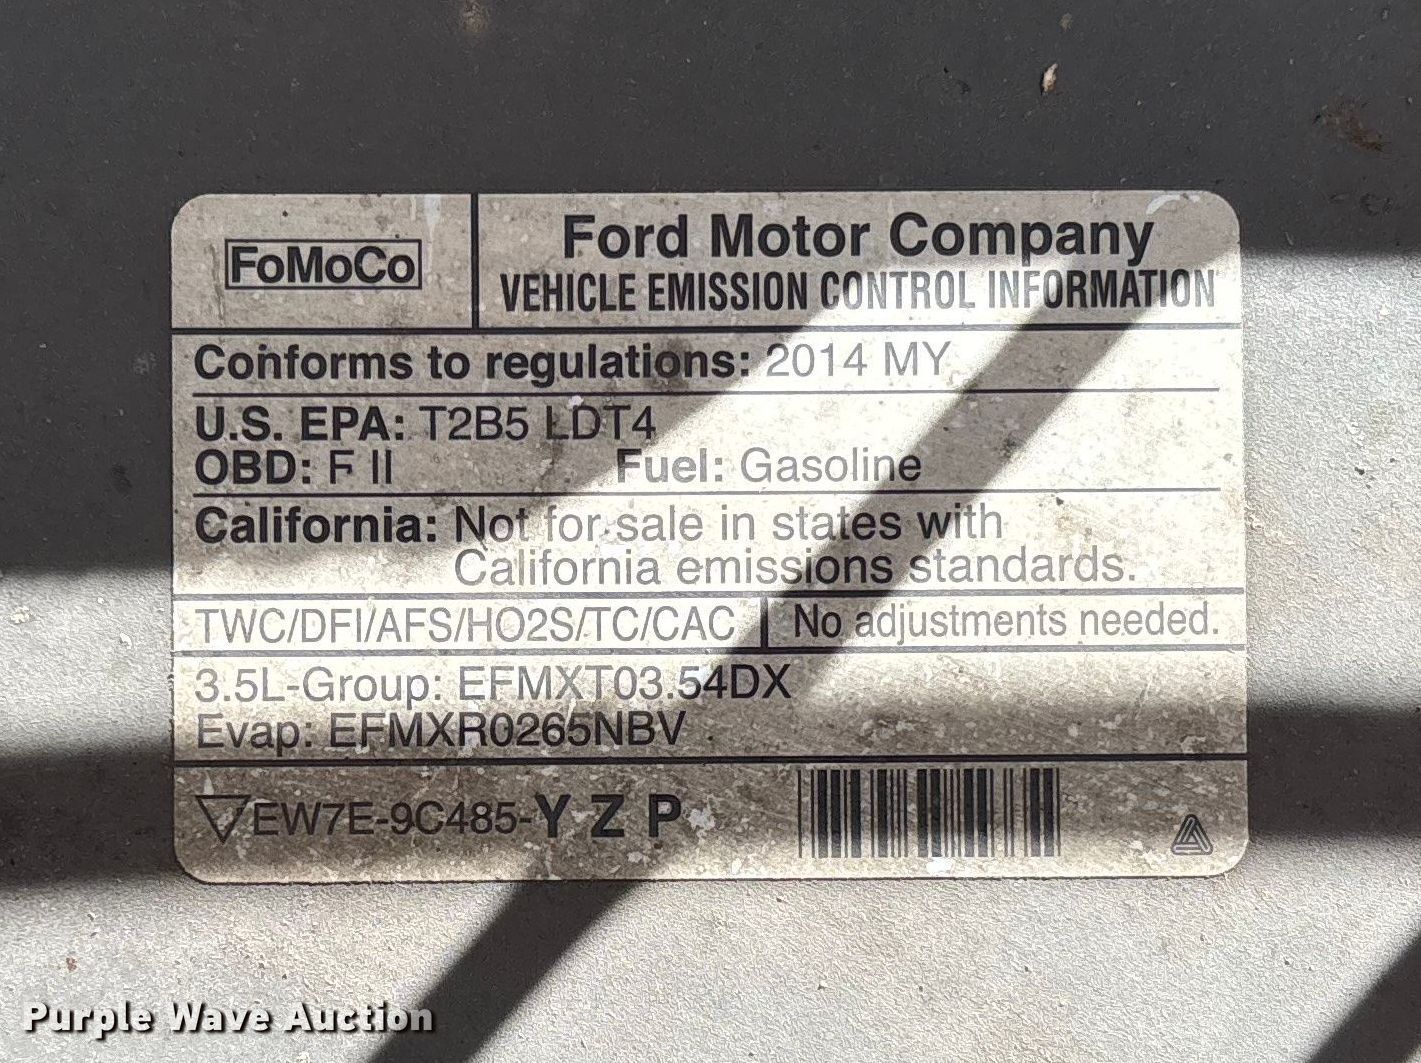 FoMoCo
Ford Motor Company
VEHICLE EMISSION CONTROL INFORMATION
Conforms to regulations: 2014 MY
U.S. EPA: T2B5 LDT4
OBD: F II Fuel: Gasoline
California: Not for sale in states with
California emissions standards.
TWC/DFI/AFS/HO2S/TC/CAC No adjustments needed.
3.5L-Group: EFMXT03.54DX
Evap: EFMXR0265NBV
EW7E-9C485-Y Z P
Purple Wave Auction